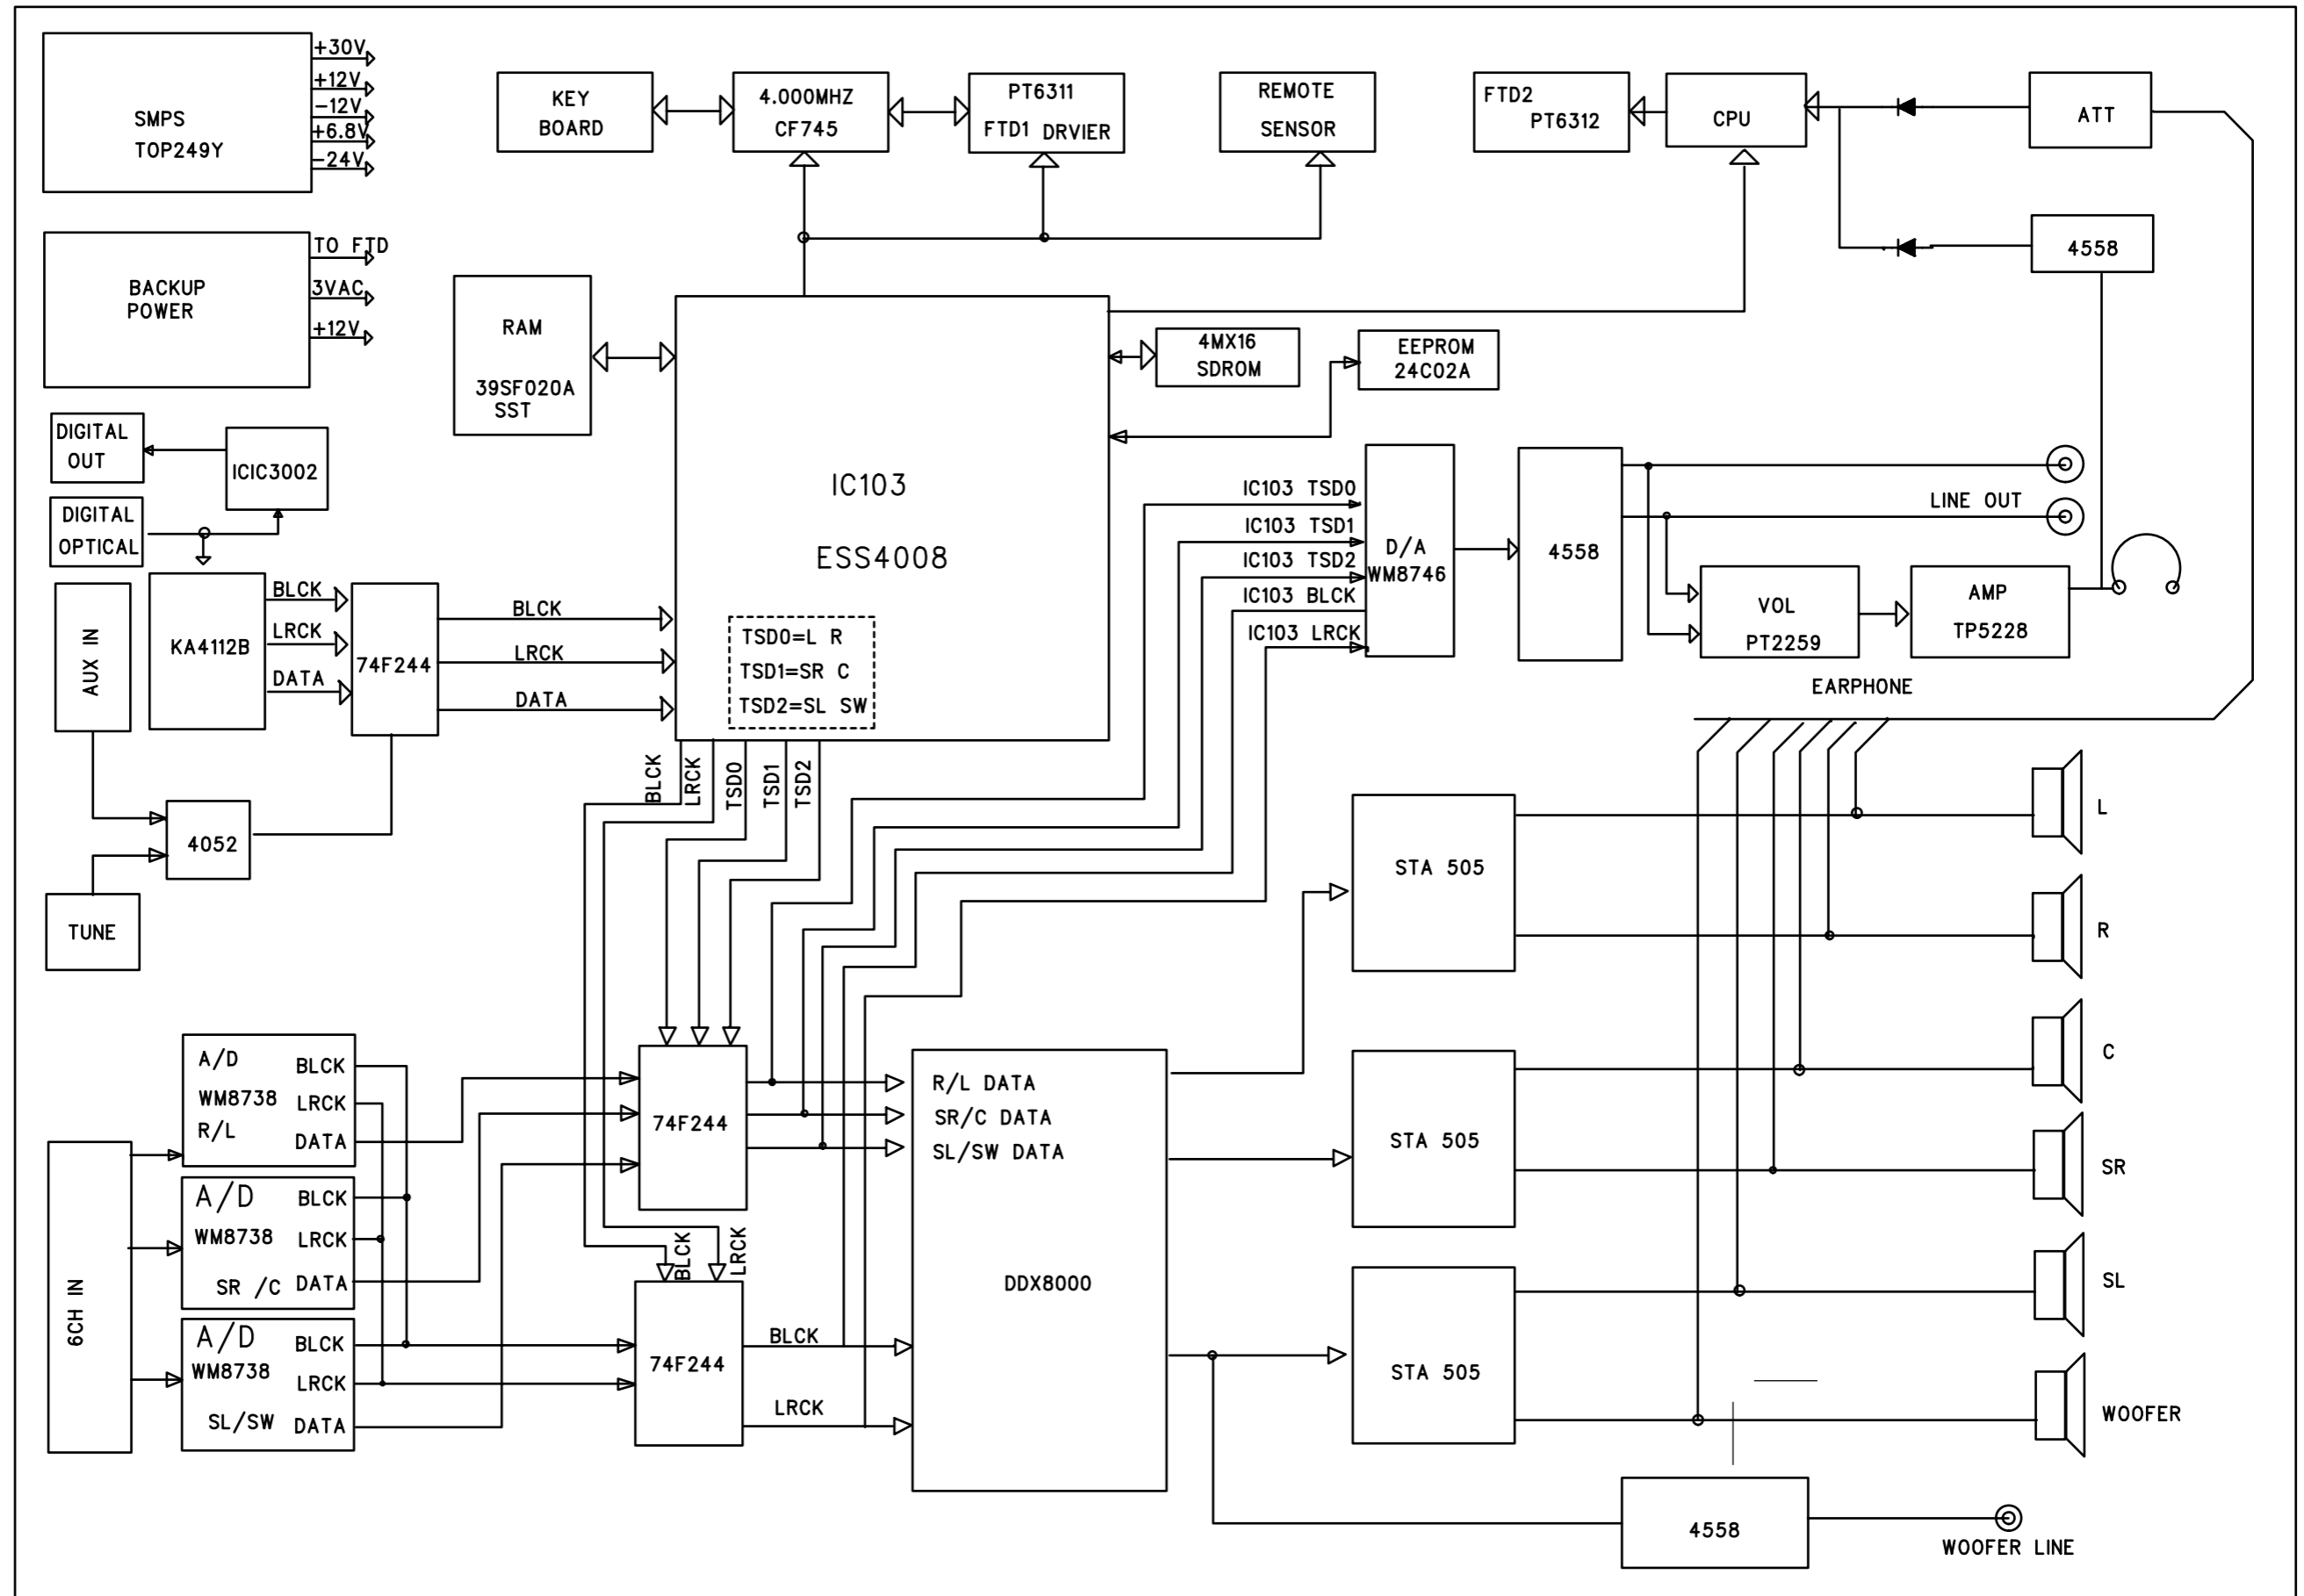 SMPS
TOP249Y
+30V
+12V
-12V
+6.8V
-24V
KEY
BOARD
4.000MHZ
CF745
PT6311
FTD1 DRVIER
REMOTE
SENSOR
FTD2
PT6312
CPU
ATT
4558
BACKUP
POWER
TO FTD
3VAC
+12V
RAM
39SF020A
SST
IC103
ESS4008
TSD0=L R
TSD1=SR C
TSD2=SL SW
4MX16
SDROM
EEPROM
24C02A
DIGITAL
OUT
ICIC3002
DIGITAL
OPTICAL
AUX IN
KA4112B
BLCK
LRCK
DATA
74F244
BLCK
LRCK
DATA
IC103 TSD0
IC103 TSD1
IC103 TSD2
IC103 BLCK
IC103 LRCK
D/A
WM8746
4558
LINE OUT
VOL
PT2259
AMP
TP5228
EARPHONE
BLCK
LRCK
TSD0
TSD1
TSD2
4052
TUNE
6CH IN
A/D
WM8738
R/L
BLCK
LRCK
DATA
A/D
WM8738
SR /C
BLCK
LRCK
DATA
A/D
WM8738
SL/SW
BLCK
LRCK
DATA
74F244
BLCK
LRCK
74F244
BLCK
LRCK
R/L DATA
SR/C DATA
SL/SW DATA
DDX8000
STA 505
STA 505
STA 505
L
R
C
SR
SL
WOOFER
4558
WOOFER LINE